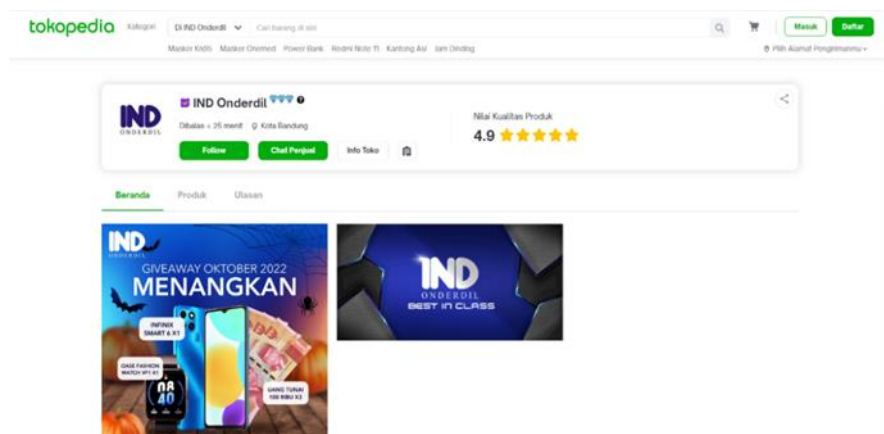 tokopedia Kategori Di IND Onderdil Cari barang di sini Masuk Daftar
Masker Kn95 Masker Onemed Power Bank Redmi Note 11 Kantong Asi Jam Dinding Pilih Alamat Pengirimanmu
IND ONDERDIL
IND Onderdil
Dibalas ± 25 menit Kota Bandung
Follow Chat Penjual Info Toko
Nilai Kualitas Produk
4.9
Beranda Produk Ulasan
IND
ONDERDIL
GIVEAWAY OKTOBER 2022
MENANGKAN
INFINIX
SMART 6 X1
OASE FASHION
WATCH VF1 X1
08
40
UANG TUNAI
100 RIBU X3
IND
ONDERDIL
BEST IN CLASS